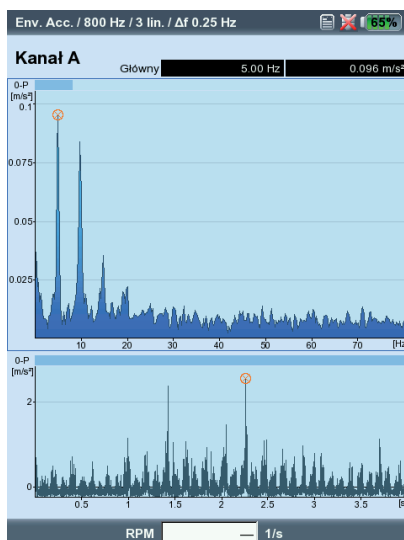 Env. Acc. / 800 Hz / 3 lin. / Δf 0.25 Hz 65%
Kanał A
Główny 5.00 Hz 0.096 m/s²
0-P
[m/s²]
0.1
0.075
0.05
0.025
10 20 30 40 50 60 70 [Hz
0-P
[m/s²]
2
0
0.5 1 1.5 2 2.5 3 3.5
RPM — 1/s